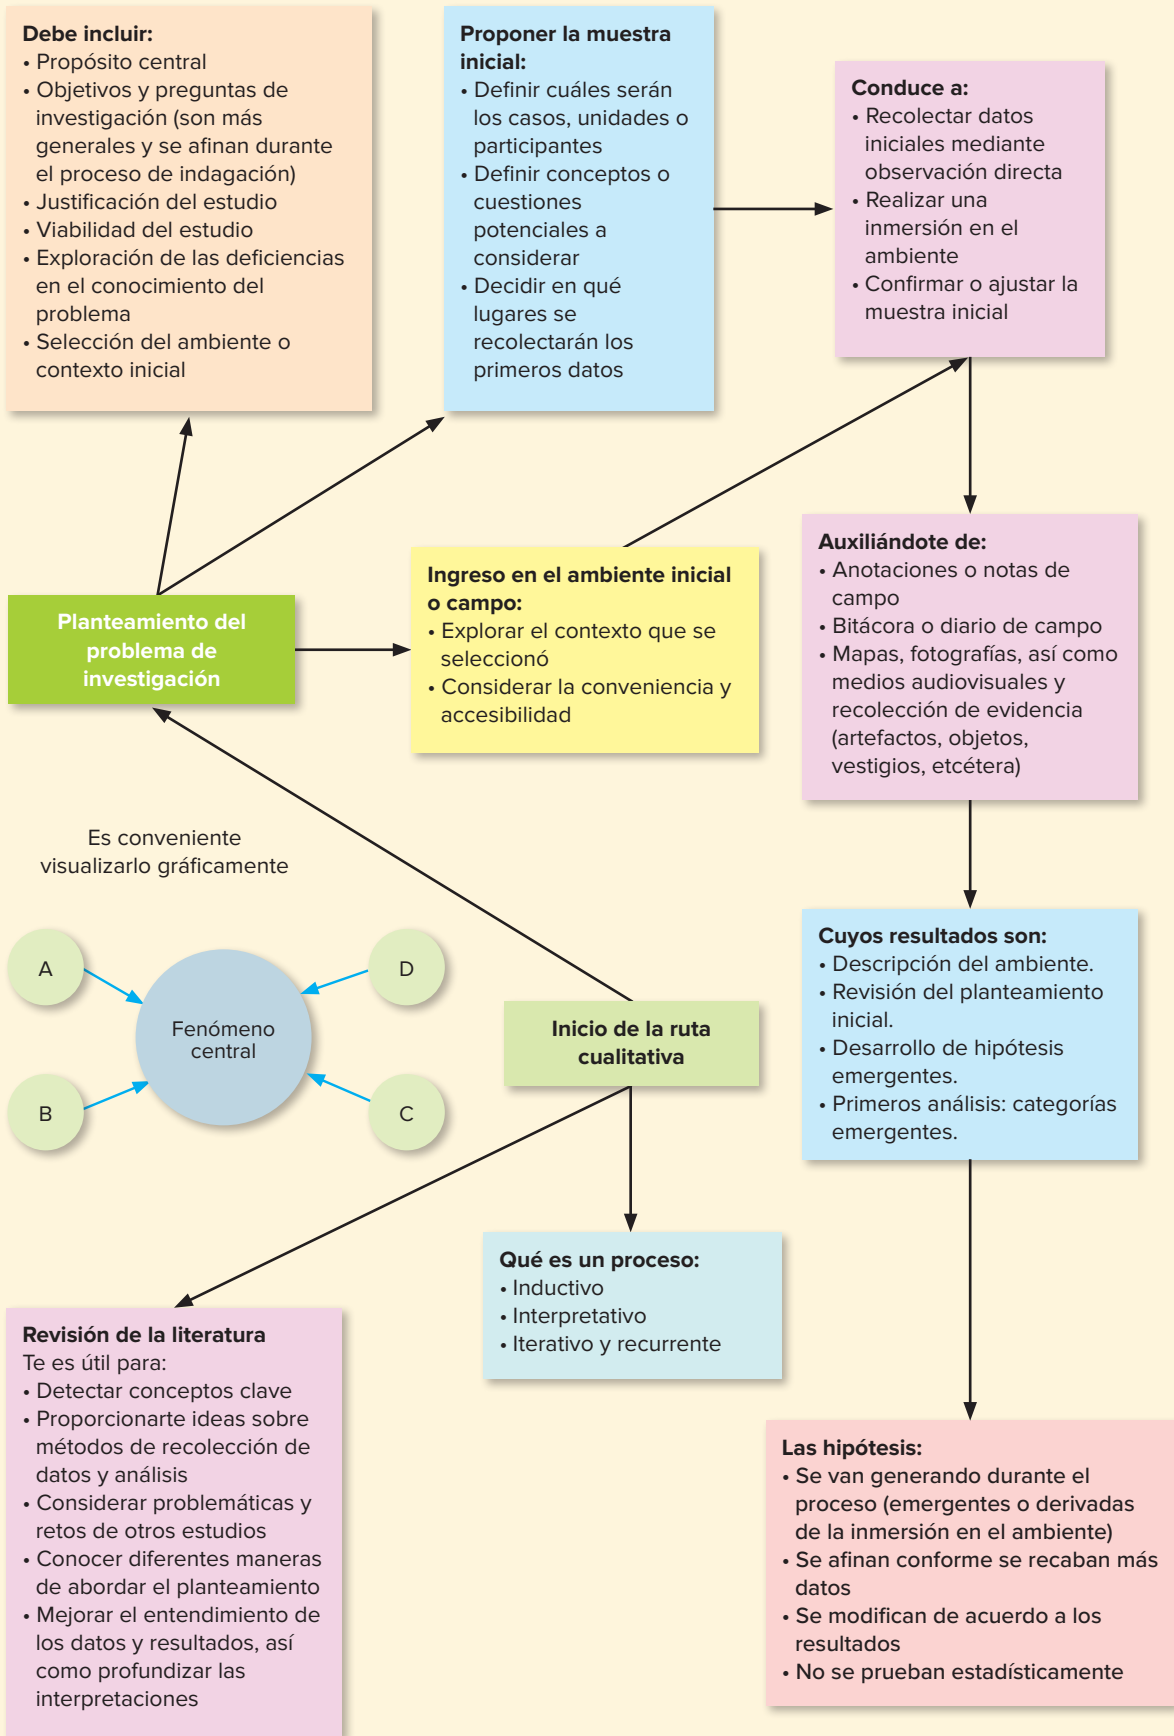 Debe incluir:
• Propósito central
• Objetivos y preguntas de
investigación (son más
generales y se afinan durante
el proceso de indagación)
• Justificación del estudio
• Viabilidad del estudio
• Exploración de las deficiencias
en el conocimiento del
problema
• Selección del ambiente o
contexto inicial
Proponer la muestra
inicial:
• Definir cuáles serán
los casos, unidades o
participantes
• Definir conceptos o
cuestiones
potenciales a
considerar
• Decidir en qué
lugares se
recolectarán los
primeros datos
Conduce a:
• Recolectar datos
iniciales mediante
observación directa
• Realizar una
inmersión en el
ambiente
• Confirmar o ajustar la
muestra inicial
Planteamiento del
problema de
investigación
Ingreso en el ambiente inicial
o campo:
• Explorar el contexto que se
seleccionó
• Considerar la conveniencia y
accesibilidad
Auxiliándote de:
• Anotaciones o notas de
campo
• Bitácora o diario de campo
• Mapas, fotografías, así como
medios audiovisuales y
recolección de evidencia
(artefactos, objetos,
vestigios, etcétera)
Es conveniente
visualizarlo gráficamente
A
D
Fenómeno
central
B
C
Inicio de la ruta
cualitativa
Cuyos resultados son:
• Descripción del ambiente.
• Revisión del planteamiento
inicial.
• Desarrollo de hipótesis
emergentes.
• Primeros análisis: categorías
emergentes.
Qué es un proceso:
• Inductivo
• Interpretativo
• Iterativo y recurrente
Revisión de la literatura
Te es útil para:
• Detectar conceptos clave
• Proporcionarte ideas sobre
métodos de recolección de
datos y análisis
• Considerar problemáticas y
retos de otros estudios
• Conocer diferentes maneras
de abordar el planteamiento
• Mejorar el entendimiento de
los datos y resultados, así
como profundizar las
interpretaciones
Las hipótesis:
• Se van generando durante el
proceso (emergentes o derivadas
de la inmersión en el ambiente)
• Se afinan conforme se recaban más
datos
• Se modifican de acuerdo a los
resultados
• No se prueban estadísticamente